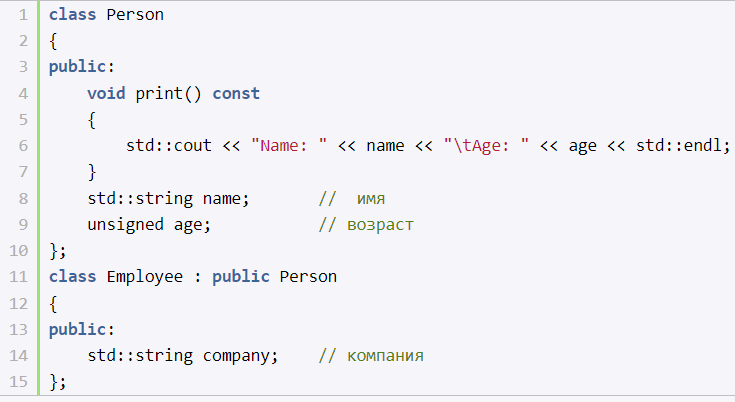 1 class Person
2 {
3 public:
4     void print() const
5     {
6         std::cout << "Name: " << name << "\tAge: " << age << std::endl;
7     }
8     std::string name;       //  имя
9     unsigned age;           // возраст
10 };
11 class Employee : public Person
12 {
13 public:
14     std::string company;    // компания
15 };